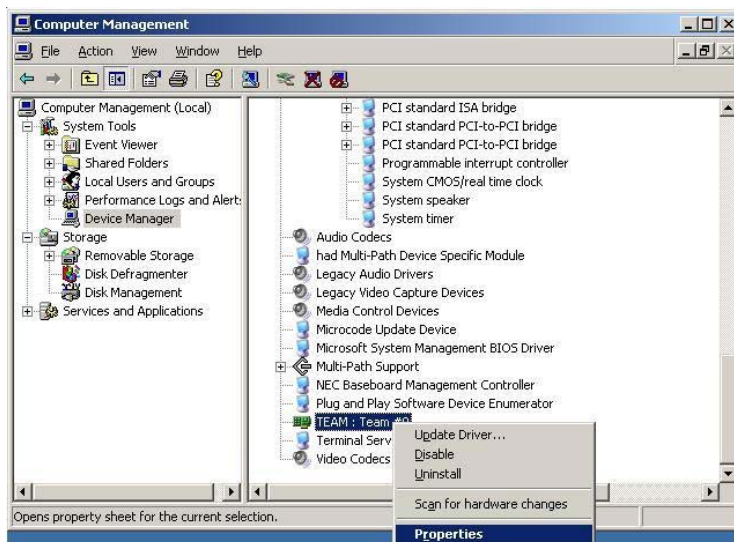 Computer Management
File Action View Window Help
Computer Management (Local)
System Tools
Event Viewer
Shared Folders
Local Users and Groups
Performance Logs and Alert
Device Manager
Storage
Removable Storage
Disk Defragmenter
Disk Management
Services and Applications
PCI standard ISA bridge
PCI standard PCI-to-PCI bridge
PCI standard PCI-to-PCI bridge
Programmable interrupt controller
System CMOS/real time clock
System speaker
System timer
Audio Codecs
had Multi-Path Device Specific Module
Legacy Audio Drivers
Legacy Video Capture Devices
Media Control Devices
Microcode Update Device
Microsoft System Management BIOS Driver
Multi-Path Support
NEC Baseboard Management Controller
Plug and Play Software Device Enumerator
TEAM : Team #0
Terminal Serv
Video Codecs
Update Driver...
Disable
Uninstall
Scan for hardware changes
Properties
Opens property sheet for the current selection.